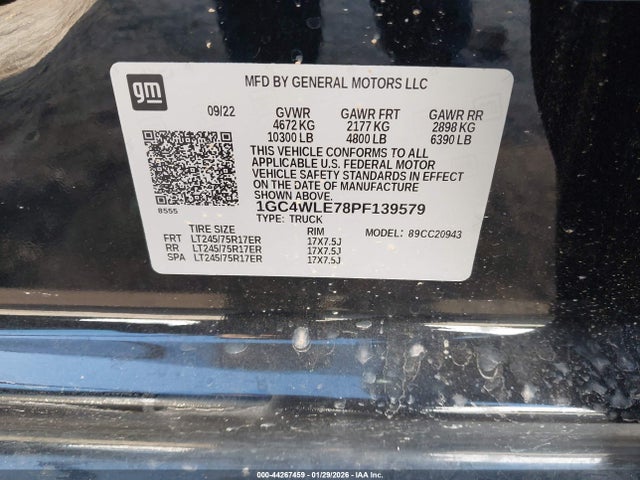 gm
MFD BY GENERAL MOTORS LLC
09/22 GVWR GAWR FRT GAWR RR
4672 KG 2177 KG 2898 KG
10300 LB 4800 LB 6390 LB
THIS VEHICLE CONFORMS TO ALL
APPLICABLE U.S. FEDERAL MOTOR
VEHICLE SAFETY STANDARDS IN
EFFECT ON THE DATE OF MANUFACTURE
SHOWN ABOVE.
1GC4WLE78PF139579
8555 TYPE: TRUCK
TIRE SIZE RIM MODEL: 89CC20943
FRT LT245/75R17ER 17X7.5J
RR LT245/75R17ER 17X7.5J
SPA LT245/75R17ER 17X7.5J
000-44267459 - 01/29/2026 - IAA Inc.